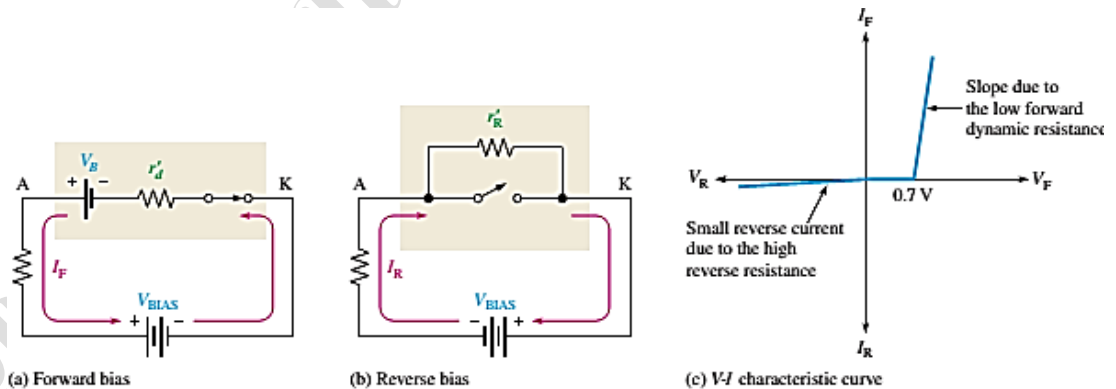 V_B
r'_d
A
+ −
K
I_F
V_BIAS
+ −
(a) Forward bias
r'_R
A
K
I_R
V_BIAS
− +
(b) Reverse bias
I_F
Slope due to
the low forward
dynamic resistance
V_R
V_F
0.7 V
Small reverse current
due to the high
reverse resistance
I_R
(c) V-I characteristic curve